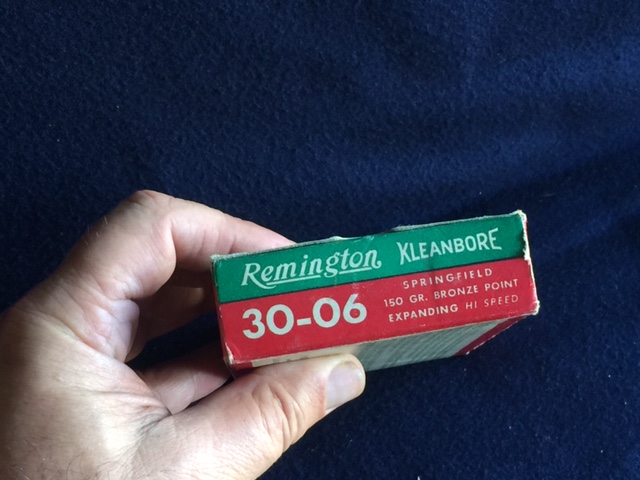 Remington KLEANBORE
30-06
SPRINGFIELD
150 GR. BRONZE POINT
EXPANDING HI SPEED